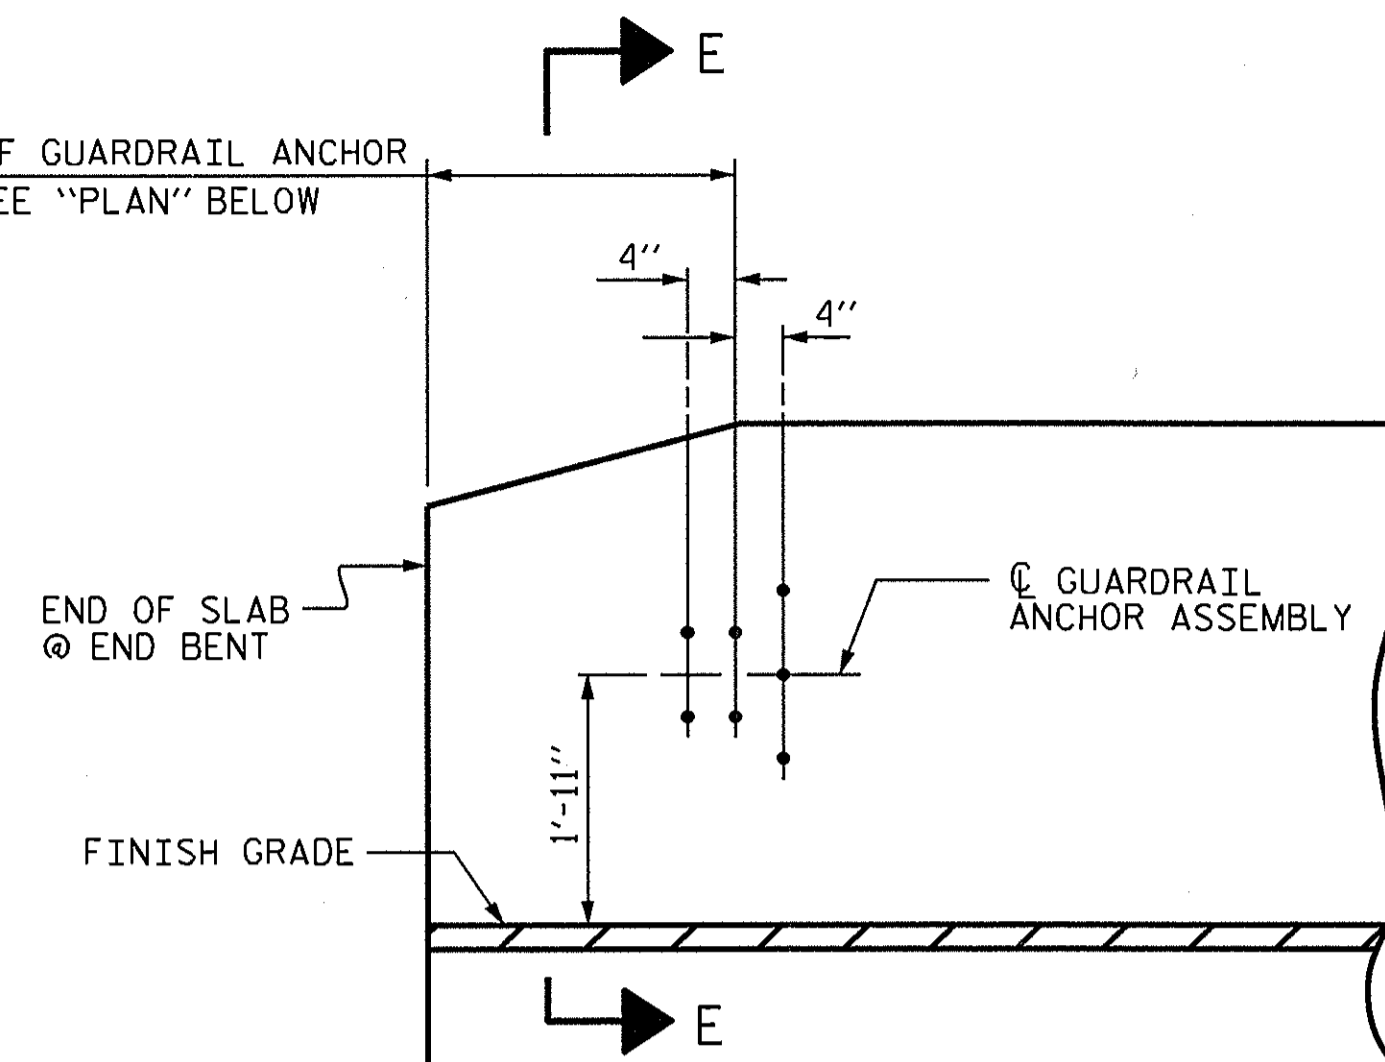 E
F GUARDRAIL ANCHOR
EE "PLAN" BELOW
4"
4"
℄ GUARDRAIL
ANCHOR ASSEMBLY
END OF SLAB
@ END BENT
1'-11"
FINISH GRADE
E